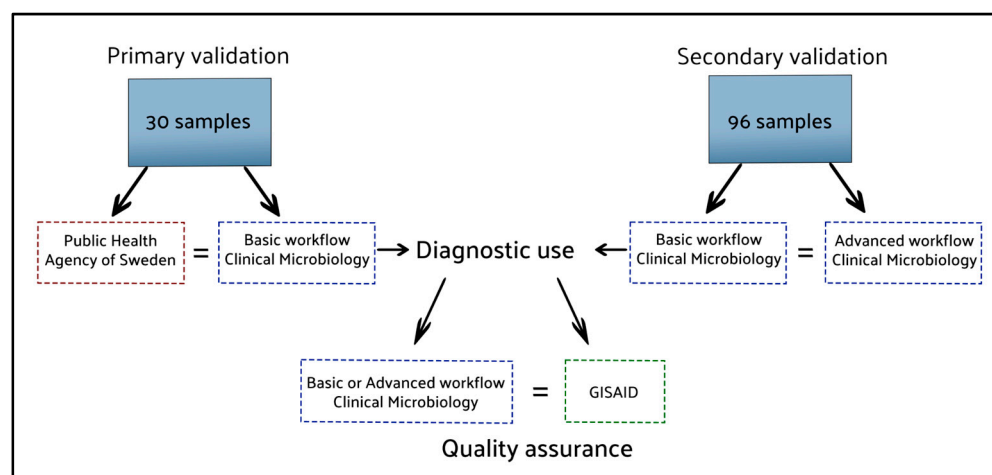 Primary validation
Secondary validation
30 samples
96 samples
Public Health
Agency of Sweden
=
Basic workflow
Clinical Microbiology
Diagnostic use
Basic workflow
Clinical Microbiology
=
Advanced workflow
Clinical Microbiology
Basic or Advanced workflow
Clinical Microbiology
=
GISAID
Quality assurance